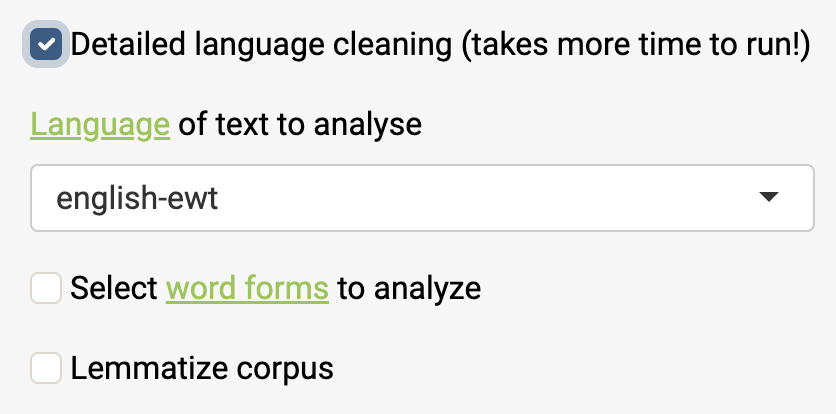 Detailed language cleaning (takes more time to run!)
Language of text to analyse
english-ewt
Select word forms to analyze
Lemmatize corpus